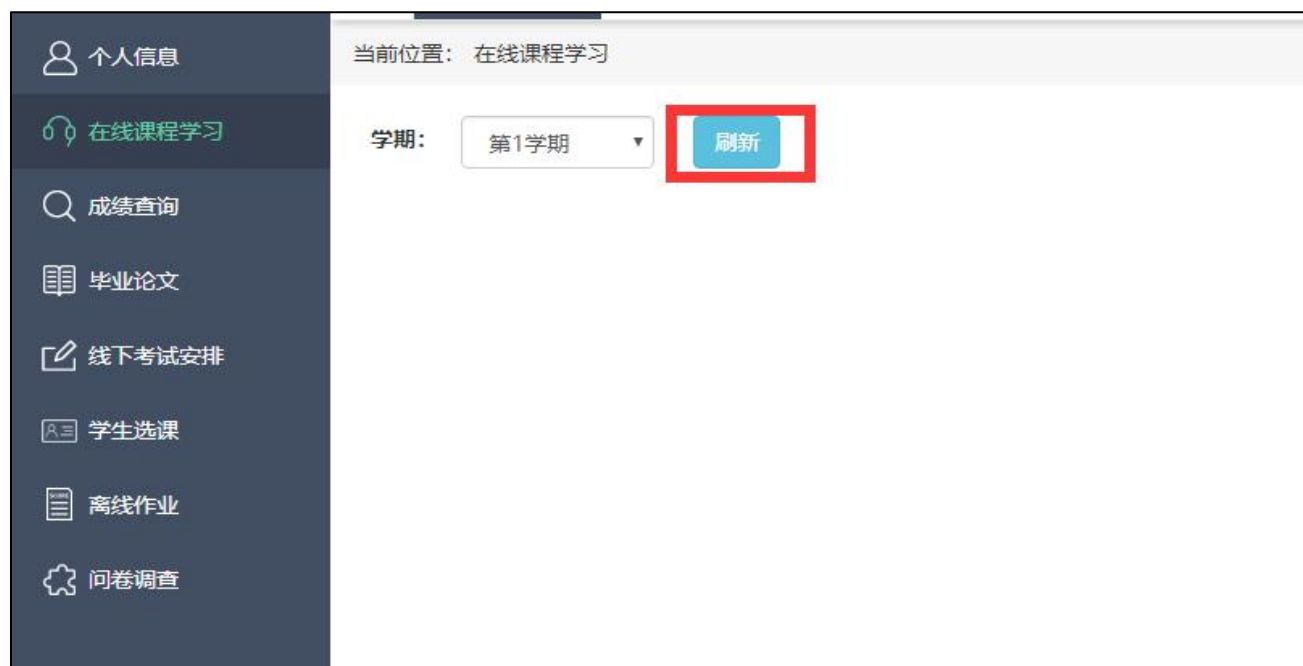 个人信息
在线课程学习
成绩查询
毕业论文
线下考试安排
学生选课
离线作业
问卷调查
当前位置： 在线课程学习
学期： 第1学期 刷新